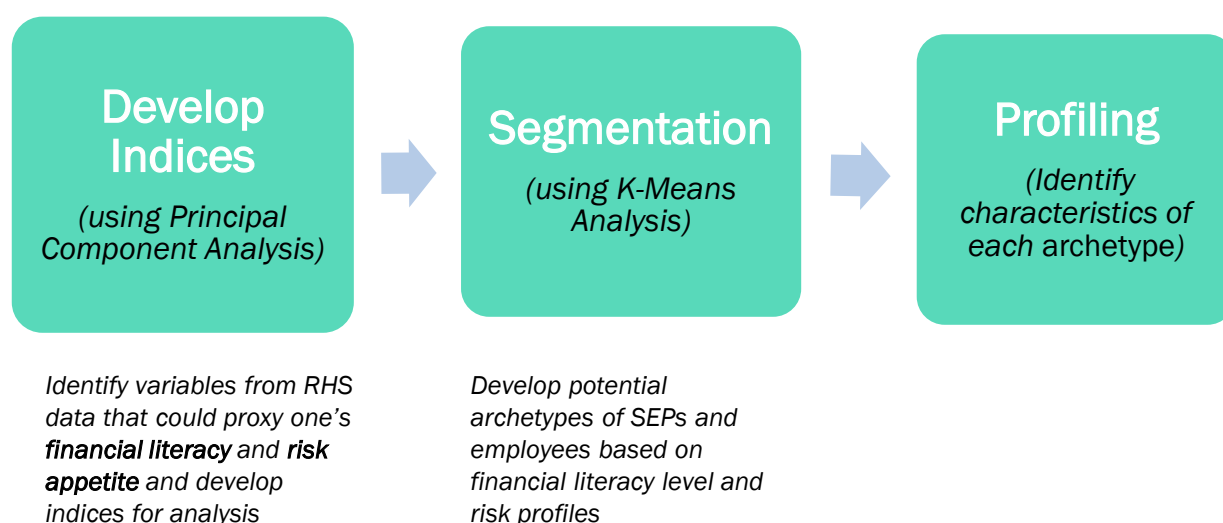 Develop
Indices
(using Principal
Component Analysis)
Segmentation
(using K-Means
Analysis)
Profiling
(Identify
characteristics of
each archetype)
Identify variables from RHS
data that could proxy one's
financial literacy and risk
appetite and develop
indices for analysis
Develop potential
archetypes of SEPs and
employees based on
financial literacy level and
risk profiles